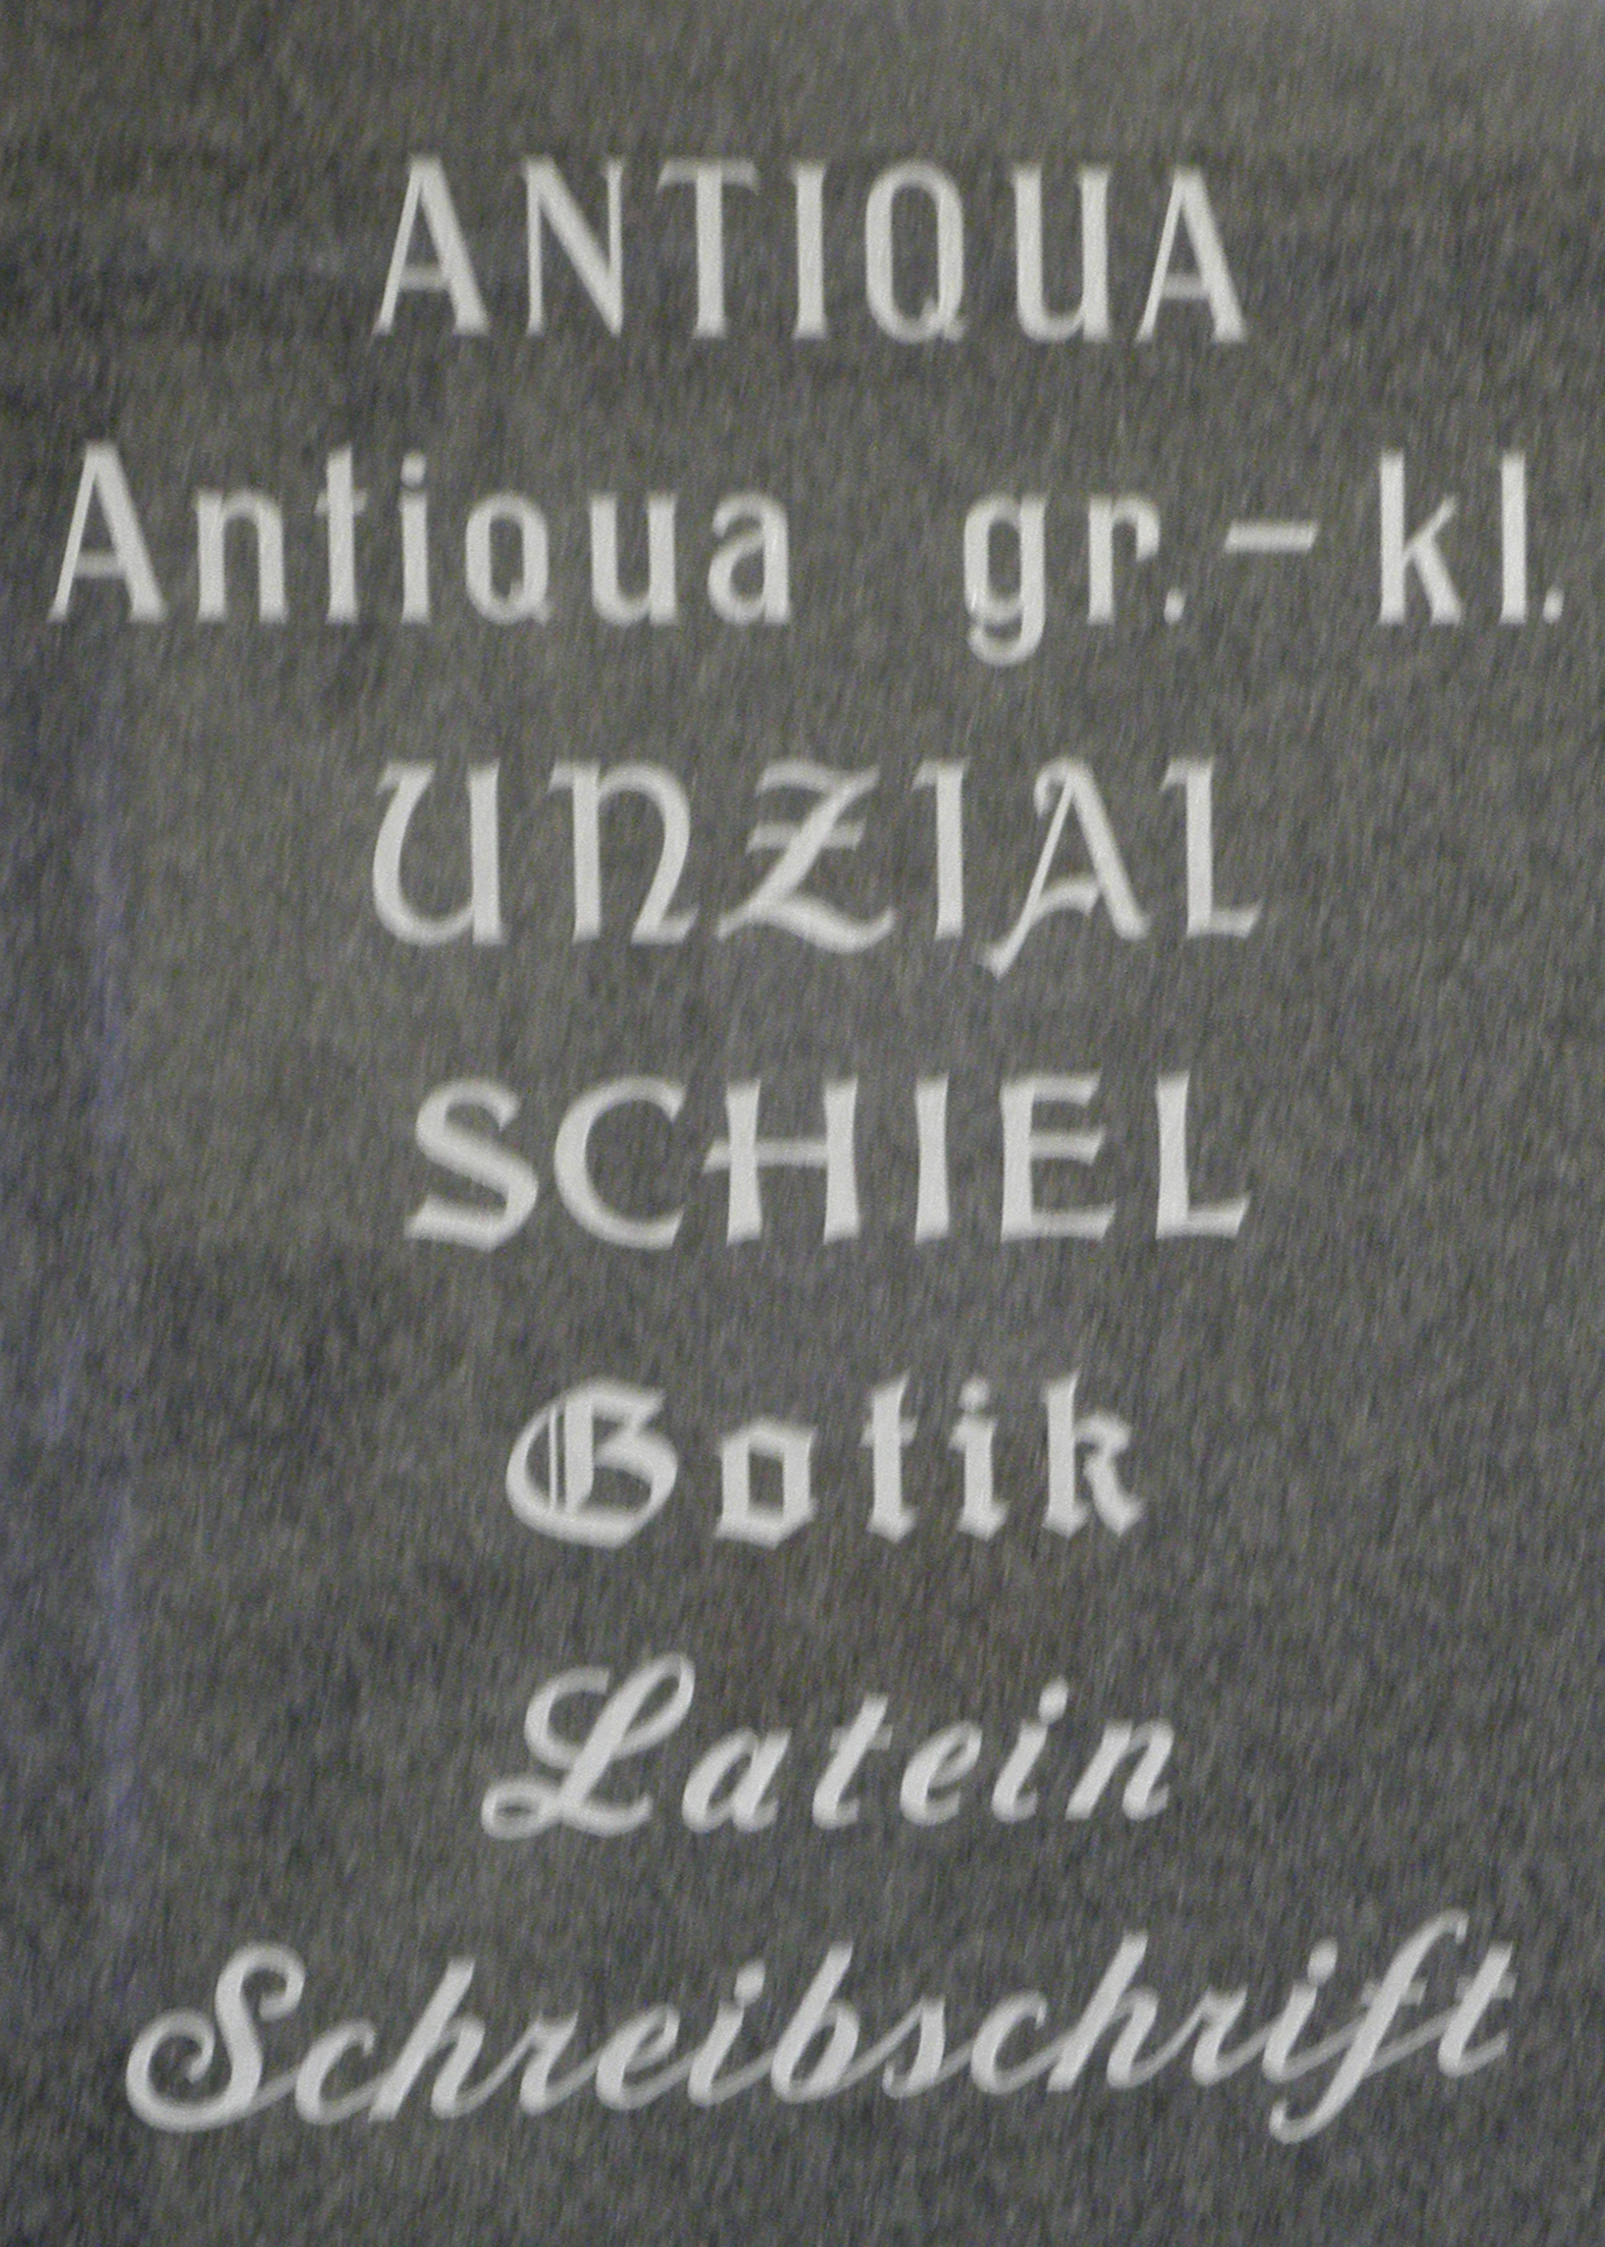 ANTIQUA
Antiqua gr.-kl.
UNZIAL
SCHIEL
Gotik
Latein
Schreibschrift